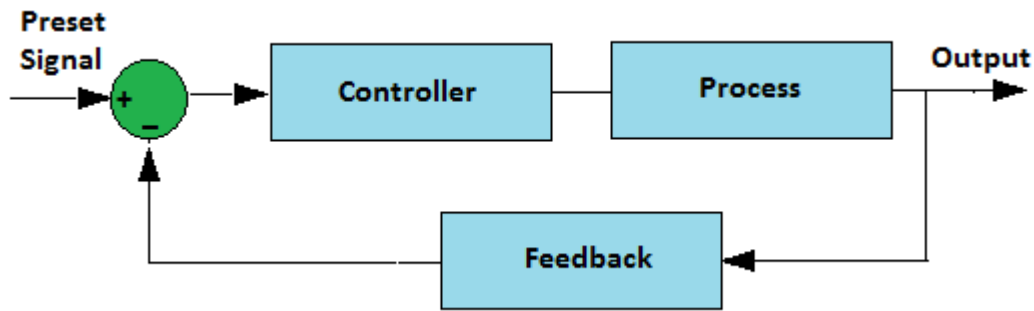 Preset
Signal
+
−
Controller
Process
Output
Feedback